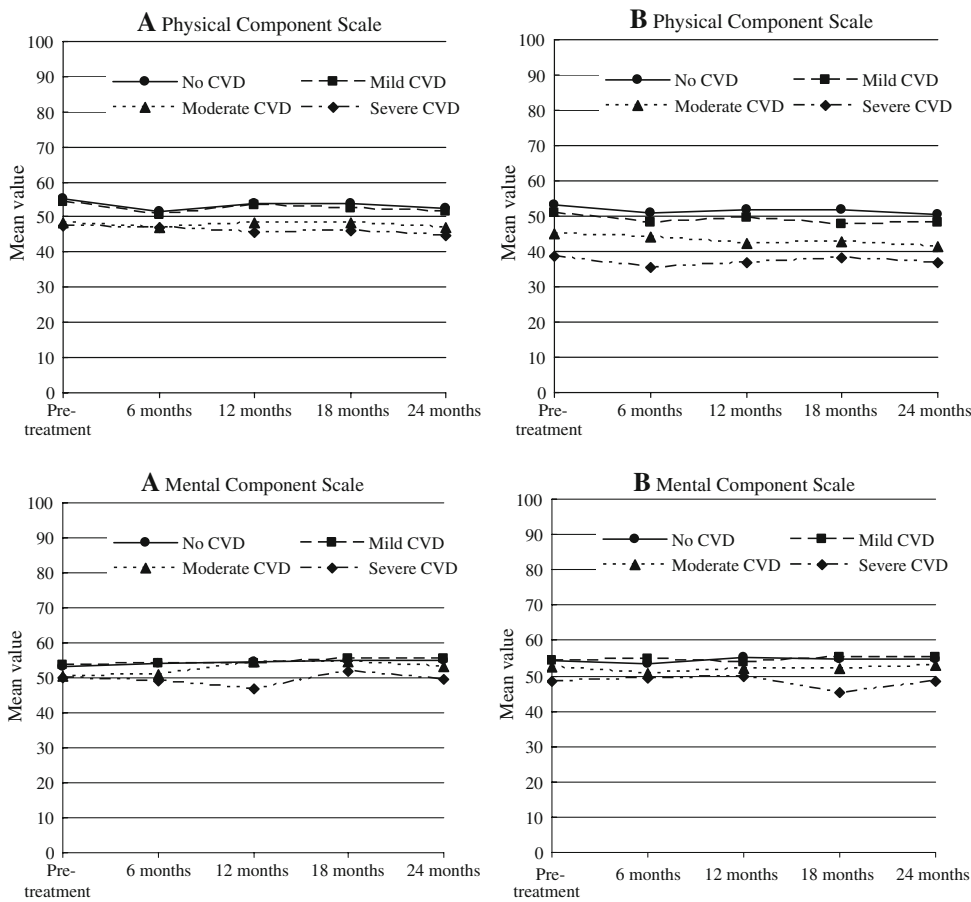 A Physical Component Scale
100
90
80
70
60
50
40
30
20
10
0
Mean value
No CVD
Mild CVD
Moderate CVD
Severe CVD
Pre-
treatment
6 months
12 months
18 months
24 months
B Physical Component Scale
100
90
80
70
60
50
40
30
20
10
0
Mean value
No CVD
Mild CVD
Moderate CVD
Severe CVD
Pre-
treatment
6 months
12 months
18 months
24 months
A Mental Component Scale
100
90
80
70
60
50
40
30
20
10
0
Mean value
No CVD
Mild CVD
Moderate CVD
Severe CVD
Pre-
treatment
6 months
12 months
18 months
24 months
B Mental Component Scale
100
90
80
70
60
50
40
30
20
10
0
Mean value
No CVD
Mild CVD
Moderate CVD
Severe CVD
Pre-
treatment
6 months
12 months
18 months
24 months